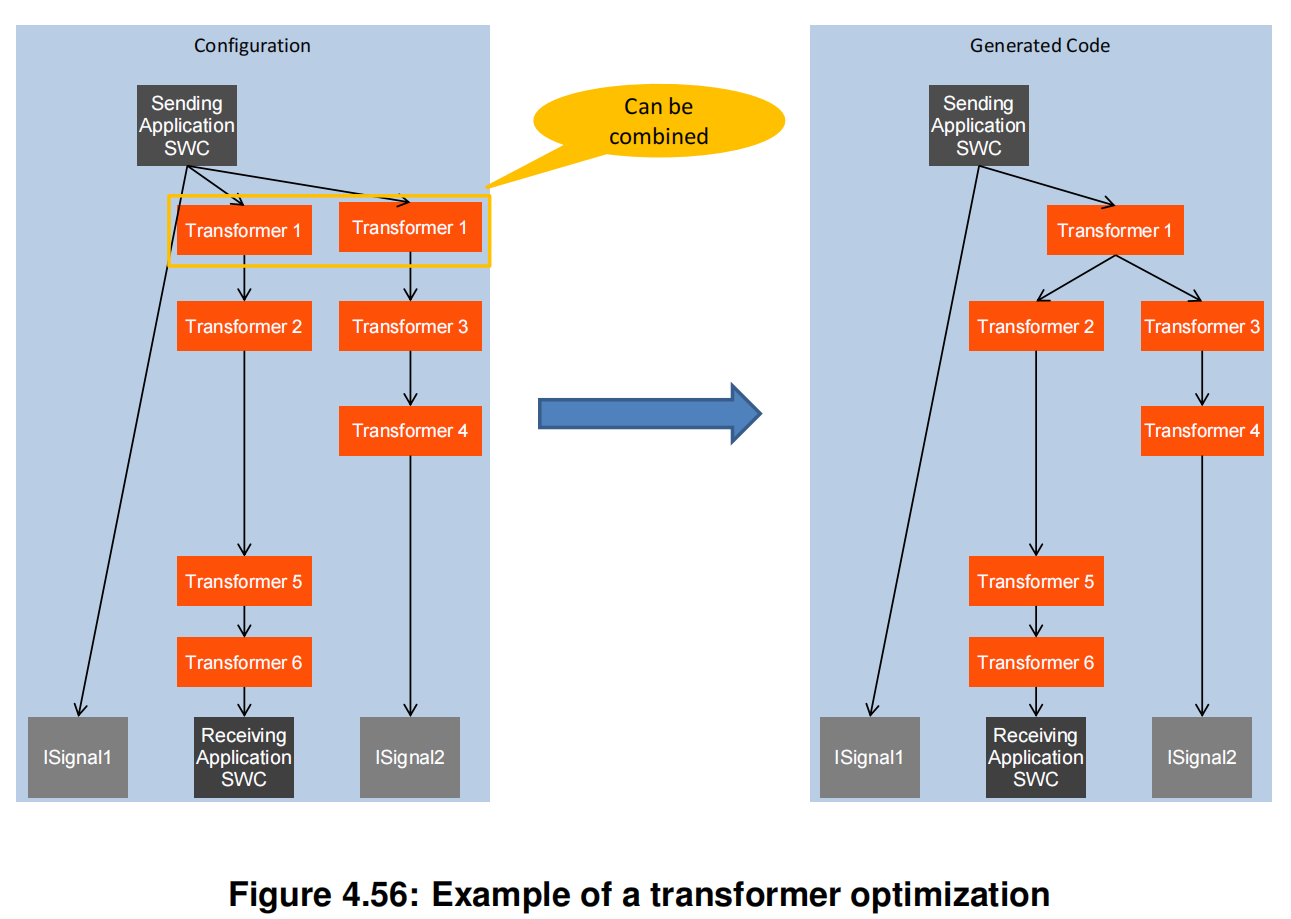 Configuration
Sending
Application
SWC
Transformer 1
Transformer 1
Transformer 2
Transformer 3
Transformer 4
Transformer 5
Transformer 6
ISignal1
Receiving
Application
SWC
ISignal2
Can be
combined
Generated Code
Sending
Application
SWC
Transformer 1
Transformer 2
Transformer 3
Transformer 4
Transformer 5
Transformer 6
ISignal1
Receiving
Application
SWC
ISignal2
Figure 4.56: Example of a transformer optimization